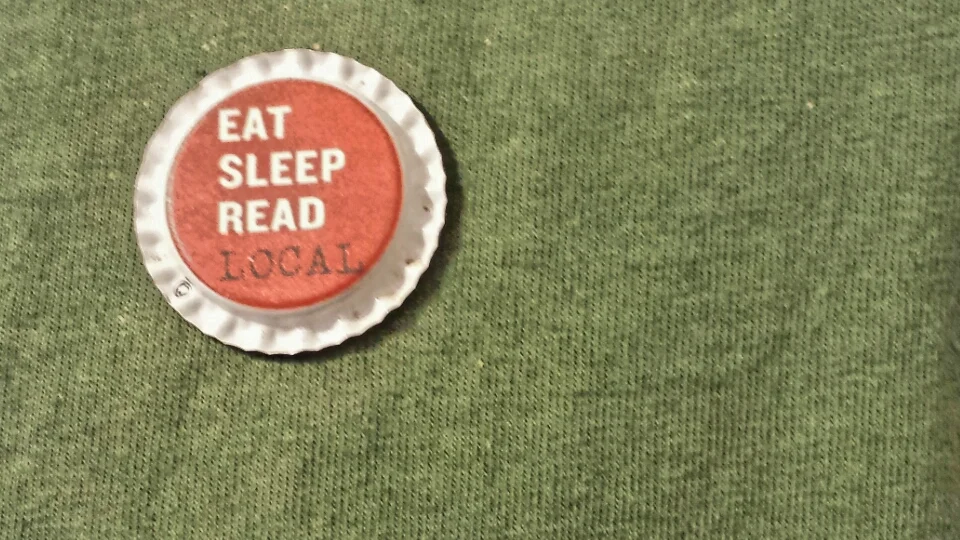 EAT
SLEEP
READ
LOCAL